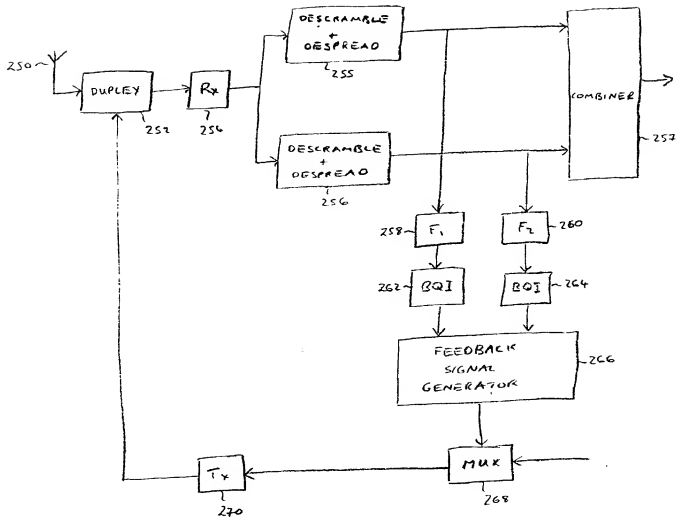 250
DUPLEX
252
Rx
254
DESCRAMBLE
+
DESPREAD
255
DESCRAMBLE
+
DESPREAD
256
COMBINER
257
258
F1
F2
260
262
BQI
BQI
264
FEEDBACK
SIGNAL
GENERATOR
266
Tx
270
MUX
268